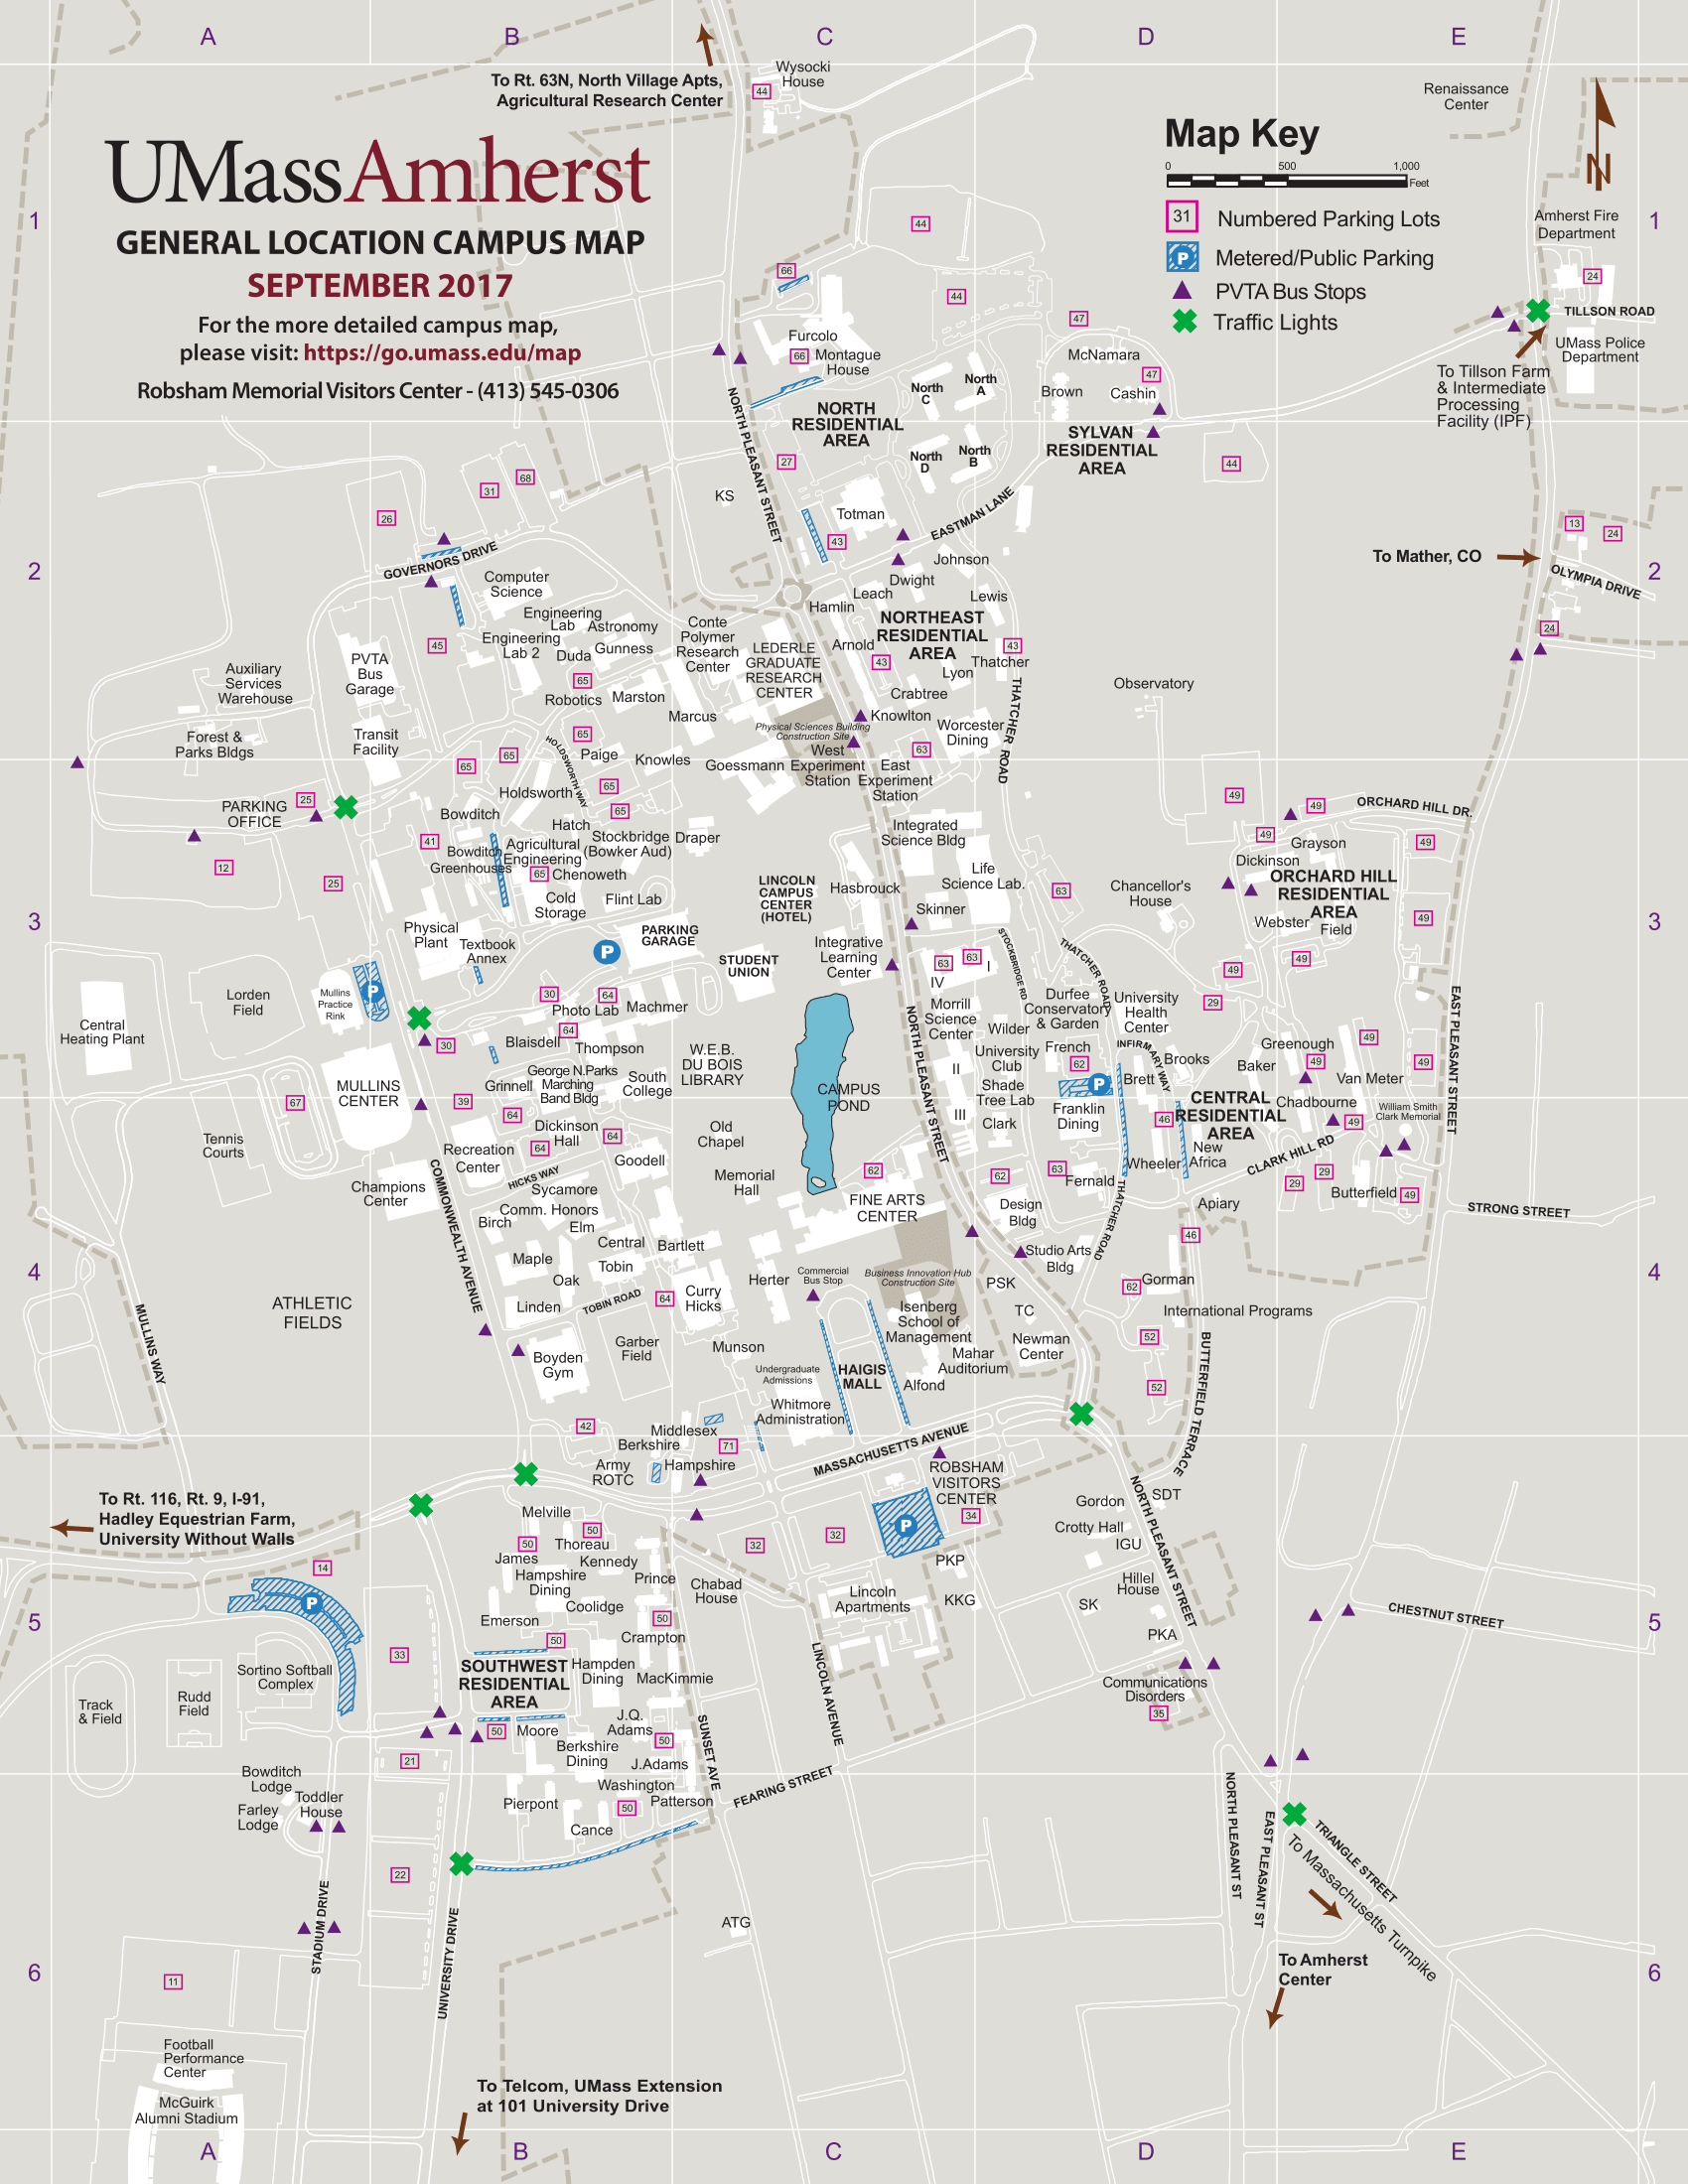 A
B
C
D
E
To Rt. 63N, North Village Apts,
Agricultural Research Center
44
Wysocki
House
Renaissance
Center
UMassAmherst
GENERAL LOCATION CAMPUS MAP
SEPTEMBER 2017
For the more detailed campus map,
please visit: https://go.umass.edu/map
Robsham Memorial Visitors Center - (413) 545-0306
Map Key
0 500 1,000
Feet
31 Numbered Parking Lots
P Metered/Public Parking
PVTA Bus Stops
Traffic Lights
N
1
1
44
Amherst Fire
Department
66
24
44
47
TILLSON ROAD
Furcolo
66
Montague
House
McNamara
UMass Police
Department
47
To Tillson Farm
& Intermediate
Processing
Facility (IPF)
North
C
North
A
Brown
Cashin
NORTH PLEASANT STREET
NORTH
RESIDENTIAL
AREA
SYLVAN
RESIDENTIAL
AREA
North
D
North
B
27
44
68
31
KS
26
Totman
EASTMAN LANE
13
24
43
GOVERNORS DRIVE
Johnson
To Mather, CO
2
2
OLYMPIA DRIVE
Computer
Science
Dwight
Leach
Lewis
Hamlin
Engineering
Lab
Astronomy
NORTHEAST
RESIDENTIAL
AREA
24
Conte
Polymer
Research
Center
Engineering
Lab 2
Gunness
Duda
45
LEDERLE
GRADUATE
RESEARCH
CENTER
Arnold
43
43
Thatcher
PVTA
Bus
Garage
Auxiliary
Services
Warehouse
65
Lyon
Observatory
Robotics
Marston
Crabtree
THATCHER ROAD
Marcus
Knowlton
Physical Sciences Building
Construction Site
Worcester
Dining
Forest &
Parks Bldgs
Transit
Facility
65
HOLDSWORTH WAY
Paige
65
Knowles
Goessmann
West
Experiment
Station
63
East
Experiment
Station
65
65
Holdsworth
65
49
49
ORCHARD HILL DR.
25
PARKING
OFFICE
Bowditch
Hatch
Integrated
Science Bldg
49
Grayson
49
41
Stockbridge
(Bowker Aud)
Draper
Bowditch
Greenhouses
Agricultural
Engineering
12
65
Chenoweth
Dickinson
25
LINCOLN
CAMPUS
CENTER
(HOTEL)
Hasbrouck
Life
Science Lab.
63
Chancellor's
House
ORCHARD HILL
RESIDENTIAL
AREA
Cold
Storage
Flint Lab
Skinner
Webster
Field
49
3
3
Physical
Plant
Textbook
Annex
P
PARKING
GARAGE
STUDENT
UNION
Integrative
Learning
Center
63
63
I
STOCKBRIDGE RD
THATCHER ROAD
49
49
IV
P
Mullins
Practice
Rink
Lorden
Field
30
64
Photo Lab
Machmer
Durfee
Conservatory
& Garden
University
Health
Center
29
Morrill
Science
Center
EAST PLEASANT STREET
Central
Heating Plant
64
30
Blaisdell
Thompson
Wilder
INFIRMARY WAY
Greenough
49
W.E.B.
DU BOIS
LIBRARY
University
Club
French
62
Brooks
Baker
49
49
George N.Parks
Marching
Band Bldg
South
College
II
Grinnell
Brett
Van Meter
MULLINS
CENTER
CAMPUS
POND
Shade
Tree Lab
P
67
39
64
III
Clark
Franklin
Dining
46
CENTRAL
RESIDENTIAL
AREA
Chadbourne
William Smith
Clark Memorial
49
Tennis
Courts
Dickinson
Hall
64
Old
Chapel
NORTH PLEASANT STREET
Recreation
Center
64
Goodell
CLARK HILL RD
Wheeler
New
Africa
HICKS WAY
COMMONWEALTH AVENUE
Memorial
Hall
62
62
63
29
29
Fernald
Champions
Center
Sycamore
Butterfield
49
FINE ARTS
CENTER
Design
Bldg
THATCHER ROAD
Apiary
STRONG STREET
Comm. Honors
Birch
Elm
46
Central
Bartlett
Studio Arts
Bldg
Maple
Tobin
4
4
Oak
Herter
Commercial
Bus Stop
Business Innovation Hub
Construction Site
PSK
62
Gorman
ATHLETIC
FIELDS
Linden
TOBIN ROAD
64
Curry
Hicks
Isenberg
School of
Management
TC
International Programs
MULLINS WAY
Garber
Field
Munson
Newman
Center
52
BUTTERFIELD TERRACE
Boyden
Gym
Undergraduate
Admissions
HAIGIS
MALL
Mahar
Auditorium
Alfond
52
Whitmore
Administration
42
Middlesex
Berkshire
71
MASSACHUSETTS AVENUE
Army
ROTC
Hampshire
ROBSHAM
VISITORS
CENTER
SDT
To Rt. 116, Rt. 9, I-91,
Hadley Equestrian Farm,
University Without Walls
Gordon
Melville
34
P
NORTH PLEASANT STREET
Crotty Hall
50
Thoreau
32
32
50
IGU
James
PKP
14
Kennedy
Hampshire
Dining
Prince
Chabad
House
Hillel
House
P
Lincoln
Apartments
KKG
SK
CHESTNUT STREET
Coolidge
Emerson
50
5
5
Crampton
50
PKA
33
SOUTHWEST
RESIDENTIAL
AREA
Hampden
Dining
MacKimmie
Sortino Softball
Complex
LINCOLN AVENUE
Communications
Disorders
Track
& Field
Rudd
Field
35
J.Q.
Adams
50
Moore
50
Berkshire
Dining
SUNSET AVE
21
J.Adams
Bowditch
Lodge
Washington
FEARING STREET
Toddler
House
Pierpont
50
Patterson
Farley
Lodge
Cance
NORTH PLEASANT ST
EAST PLEASANT ST
TRIANGLE STREET
To Massachusetts Turnpike
22
ATG
STADIUM DRIVE
UNIVERSITY DRIVE
To Amherst
Center
6
6
11
Football
Performance
Center
To Telcom, UMass Extension
at 101 University Drive
McGuirk
Alumni Stadium
A
B
C
D
E